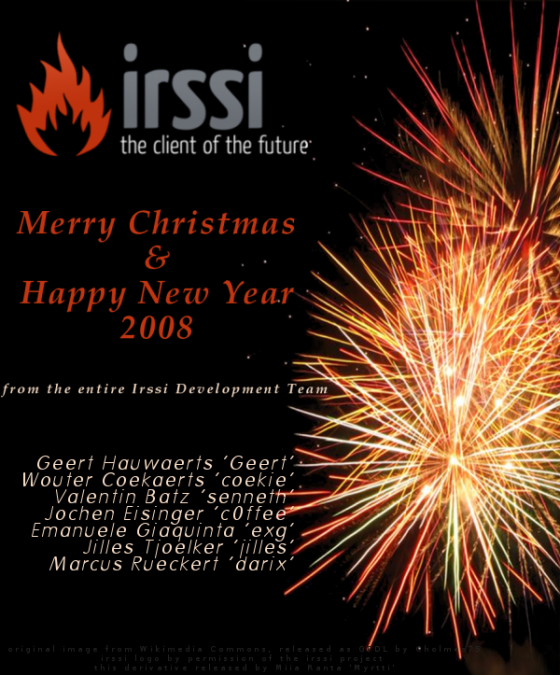 irssi
the client of the future
Merry Christmas
&
Happy New Year
2008
from the entire Irssi Development Team
Geert Hauwaerts 'Geert'
Wouter Coekaerts 'coekie'
Valentin Batz 'senneth'
Jochen Eisinger 'c0ffee'
Emanuele Giaquinta 'exg'
Jilles Tjoelker 'jilles'
Marcus Rueckert 'darix'
original image from Wikimedia Commons, released as GFDL by
irssi logo by permission of the irssi project
this derivative released by Miia Ranta 'Myrtti'